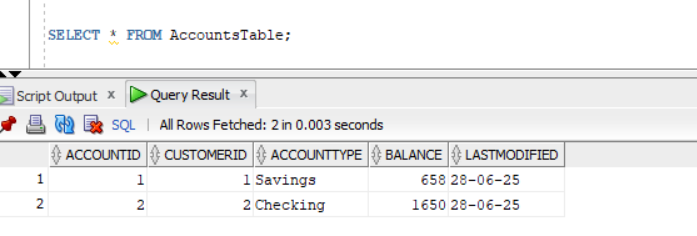 SELECT * FROM AccountsTable;
Script Output x Query Result x
SQL | All Rows Fetched: 2 in 0.003 seconds
ACCOUNTID CUSTOMERID ACCOUNTTYPE BALANCE LASTMODIFIED
1 1 1 Savings 658 28-06-25
2 2 2 Checking 1650 28-06-25